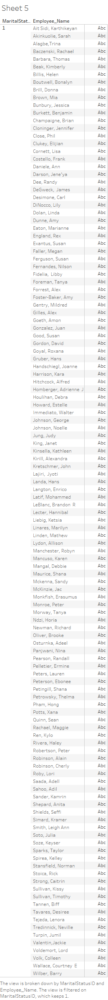 Sheet 5
MaritalStat.. Employee_Name
1 Ait Sidi, Karthikeyan Abc
Akinkuolie, Sarah Abc
Alagbe,Trina Abc
Baczenski, Rachael Abc
Barbara, Thomas Abc
Beak, Kimberly Abc
Billis, Helen Abc
Boutwell, Bonalyn Abc
Brill, Donna Abc
Brown, Mia Abc
Bunbury, Jessica Abc
Burkett, Benjamin Abc
Champaigne, Brian Abc
Cloninger, Jennifer Abc
Close, Phil Abc
Clukey, Elijian Abc
Cornett, Lisa Abc
Costello, Frank Abc
Daniele, Ann Abc
Darson, Jene'ya Abc
Dee, Randy Abc
DeGweck, James Abc
Desimone, Carl Abc
DiNocco, Lily Abc
Dolan, Linda Abc
Dunne, Amy Abc
Eaton, Marianne Abc
England, Rex Abc
Exantus, Susan Abc
Faller, Megan Abc
Ferguson, Susan Abc
Fernandes, Nilson Abc
Fidelia, Libby Abc
Foreman, Tanya Abc
Forrest, Alex Abc
Foster-Baker, Amy Abc
Gentry, Mildred Abc
Gilles, Alex Abc
Goeth, Amon Abc
Gonzalez, Juan Abc
Good, Susan Abc
Gordon, David Abc
Goyal, Roxana Abc
Gruber, Hans Abc
Handschiegl, Joanne Abc
Harrison, Kara Abc
Hitchcock, Alfred Abc
Homberger, Adrienne J Abc
Houlihan, Debra Abc
Howard, Estelle Abc
Immediato, Walter Abc
Johnson, George Abc
Johnson, Noelle Abc
Jung, Judy Abc
King, Janet Abc
Kinsella, Kathleen Abc
Kirill, Alexandra Abc
Kretschmer, John Abc
Lajiri, Jyoti Abc
Landa, Hans Abc
Langton, Enrico Abc
Latif, Mohammed Abc
LeBlanc, Brandon R Abc
Lecter, Hannibal Abc
Liebig, Ketsia Abc
Linares, Marilyn Abc
Linden, Mathew Abc
Lydon, Allison Abc
Manchester, Robyn Abc
Mancuso, Karen Abc
Mangal, Debbie Abc
Maurice, Shana Abc
Mckenna, Sandy Abc
McKinzie, Jac Abc
Monkfish, Erasumus Abc
Monroe, Peter Abc
Morway, Tanya Abc
Ndzi, Horia Abc
Newman, Richard Abc
Oliver, Brooke Abc
Osturnka, Adeel Abc
Panjwani, Nina Abc
Pearson, Randall Abc
Pelletier, Ermine Abc
Peters, Lauren Abc
Peterson, Ebonee Abc
Petingill, Shana Abc
Petrowsky, Thelma Abc
Pham, Hong Abc
Potts, Xana Abc
Quinn, Sean Abc
Rachael, Maggie Abc
Ren, Kylo Abc
Rivera, Haley Abc
Robertson, Peter Abc
Robinson, Alain Abc
Robinson, Cherly Abc
Roby, Lori Abc
Saada, Adell Abc
Sahoo, Adil Abc
Sander, Kamrin Abc
Shepard, Anita Abc
Shields, Seffi Abc
Simard, Kramer Abc
Smith, Leigh Ann Abc
Soto, Julia Abc
Soze, Keyser Abc
Sparks, Taylor Abc
Spirea, Kelley Abc
Stansfield, Norman Abc
Stoica, Rick Abc
Strong, Caitrin Abc
Sullivan, Kissy Abc
Sullivan, Timothy Abc
Tannen, Biff Abc
Tavares, Desiree Abc
Tejeda, Lenora Abc
Tredinnick, Neville Abc
Turpin, Jumil Abc
Valentin,Jackie Abc
Voldemort, Lord Abc
Volk, Colleen Abc
Wallace, Courtney E Abc
Wilber, Barry Abc
The view is broken down by MaritalStatusID and
Employee_Name. The view is filtered on
MaritalStatusID, which keeps 1.